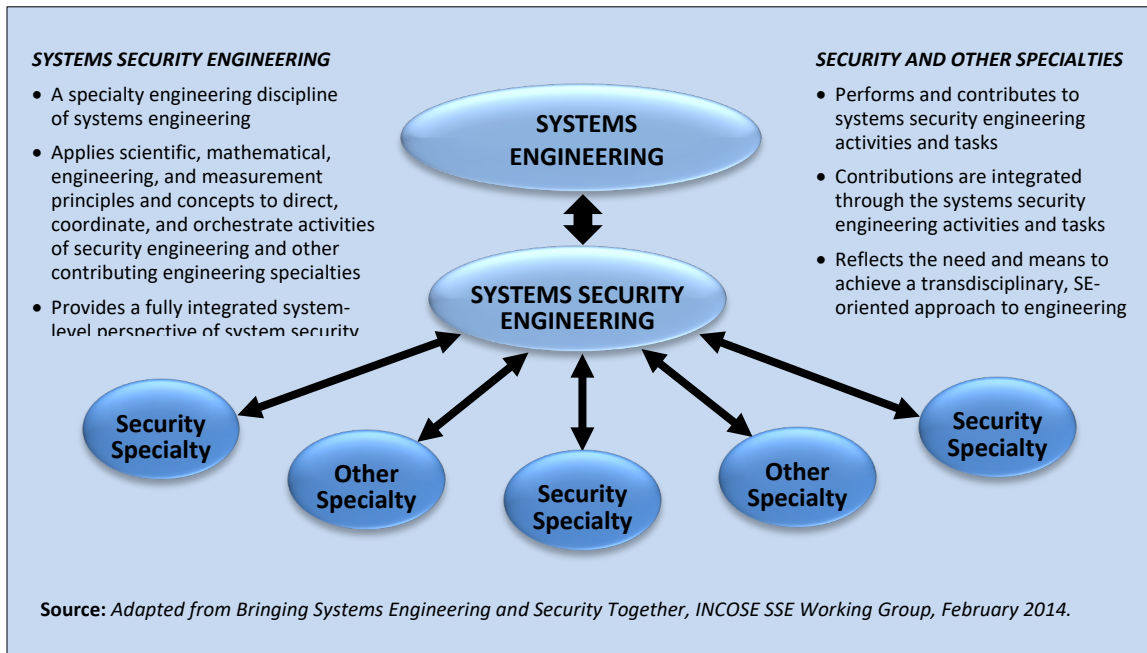 SYSTEMS SECURITY ENGINEERING
• A specialty engineering discipline
of systems engineering
• Applies scientific, mathematical,
engineering, and measurement
principles and concepts to direct,
coordinate, and orchestrate activities
of security engineering and other
contributing engineering specialties
• Provides a fully integrated system-
level perspective of system security
SECURITY AND OTHER SPECIALTIES
• Performs and contributes to
systems security engineering
activities and tasks
• Contributions are integrated
through the systems security
engineering activities and tasks
• Reflects the need and means to
achieve a transdisciplinary, SE-
oriented approach to engineering
SYSTEMS
ENGINEERING
SYSTEMS SECURITY
ENGINEERING
Security
Specialty
Other
Specialty
Security
Specialty
Other
Specialty
Security
Specialty
Source: Adapted from Bringing Systems Engineering and Security Together, INCOSE SSE Working Group, February 2014.